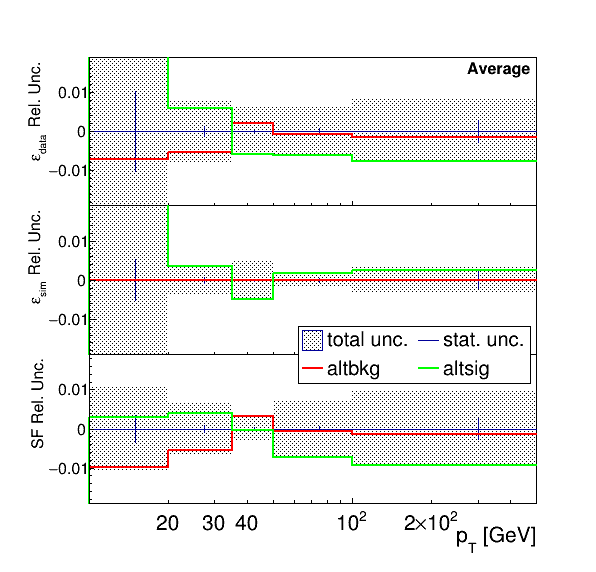 Average
ε_data Rel. Unc.
0.01
0
−0.01
ε_sim Rel. Unc.
0.01
0
−0.01
total unc. stat. unc.
altbkg altsig
SF Rel. Unc.
0.01
0
−0.01
20 30 40 10² 2×10²
p_T [GeV]